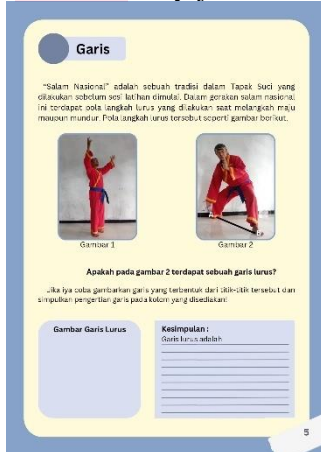 Garis
"Salam Nasional" adalah sebuah tradisi dalam Tapak Suci yang
dilakukan sebelum sesi latihan dimulai. Dalam gerakan salam nasional
ini terdapat pola langkah lurus yang dilakukan saat melangkah maju
maupun mundur. Pola langkah lurus tersebut seperti gambar berikut.
Gambar 1
Gambar 2
Apakah pada gambar 2 terdapat sebuah garis lurus?
Jika iya coba gambarkan garis yang terbentuk dari titik-titik tersebut dan
simpulkan pengertian garis pada kolom yang disediakan!
Gambar Garis Lurus
Kesimpulan :
Garis lurus adalah
5